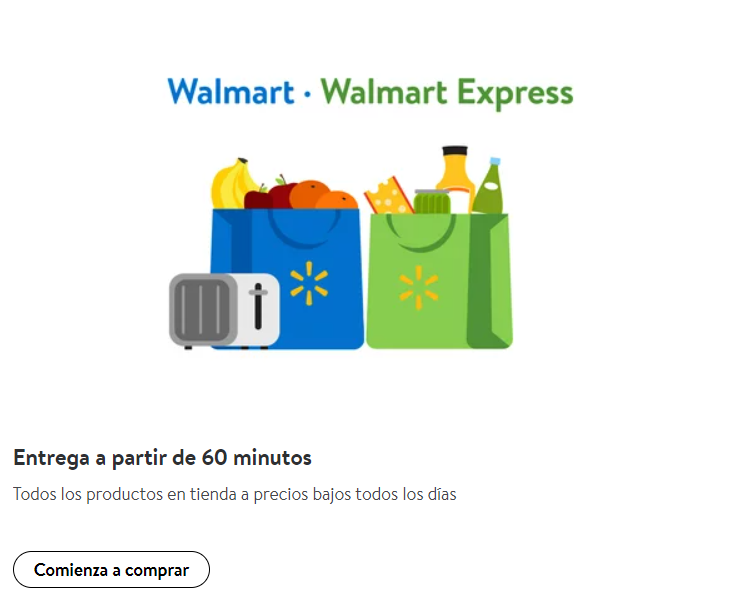 Walmart · Walmart Express
Entrega a partir de 60 minutos
Todos los productos en tienda a precios bajos todos los días
Comienza a comprar